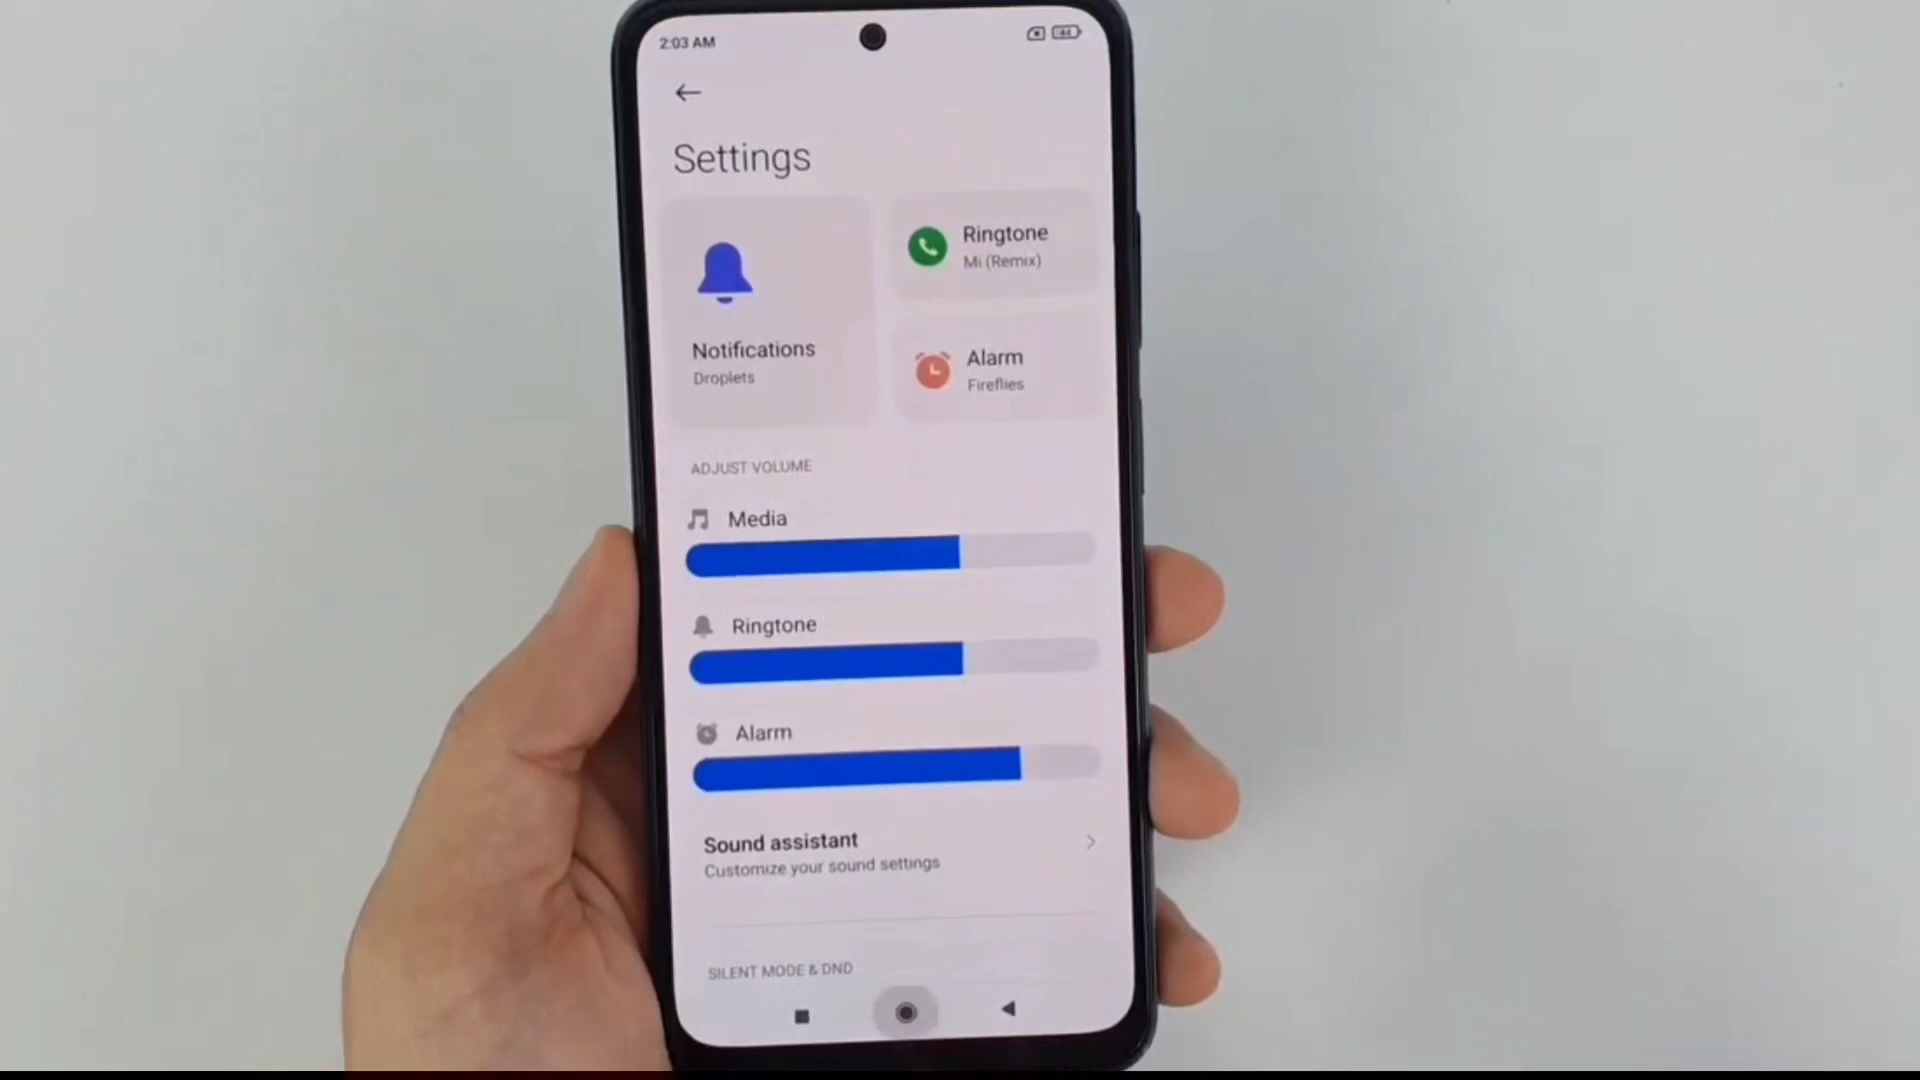 2:03 AM
Settings
Notifications
Droplets
Ringtone
Mi (Remix)
Alarm
Fireflies
ADJUST VOLUME
Media
Ringtone
Alarm
Sound assistant
Customize your sound settings
SILENT MODE & DND